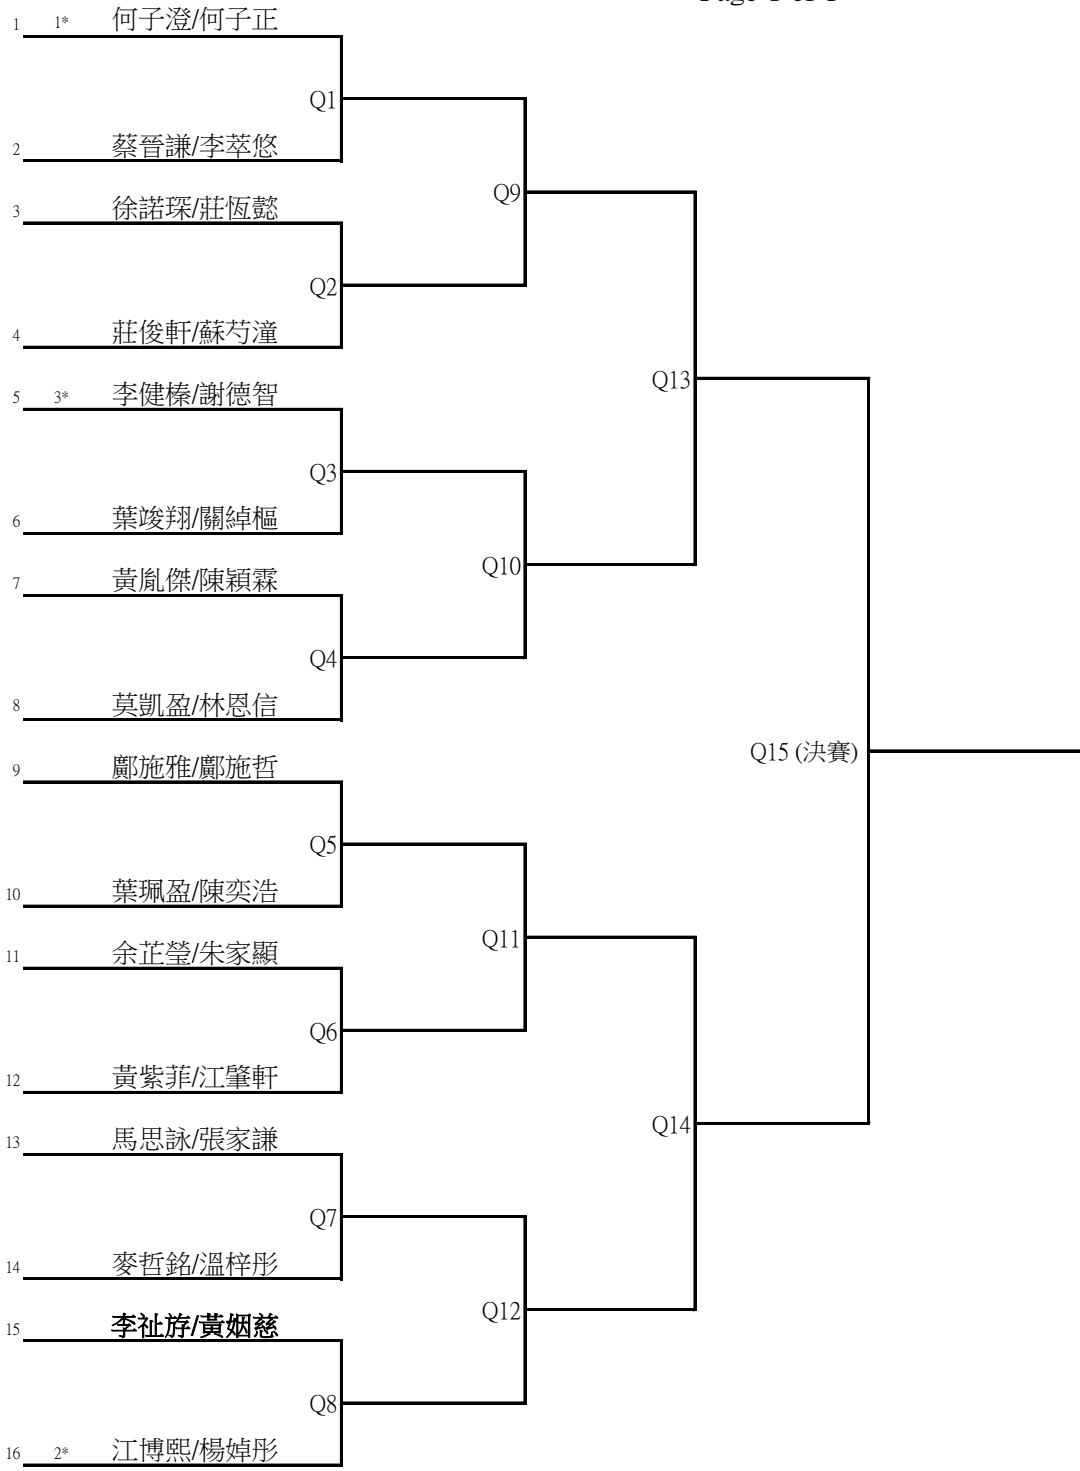 1 1* 何子澄/何子正
Q1
2 蔡晉謙/李萃悠
Q9
3 徐諾琛/莊恆懿
Q2
4 莊俊軒/蘇芍潼
Q13
5 3* 李健榛/謝德智
Q3
6 葉竣翔/關綽樞
Q10
7 黃胤傑/陳穎霖
Q4
8 莫凱盈/林恩信
Q15 (決賽)
9 鄺施雅/鄺施哲
Q5
10 葉珮盈/陳奕浩
Q11
11 余芷瑩/朱家顯
Q6
12 黃紫菲/江肇軒
Q14
13 馬思詠/張家謙
Q7
14 麥哲銘/溫梓彤
Q12
15 李祉斿/黃姻慈
Q8
16 2* 江博熙/楊婥彤